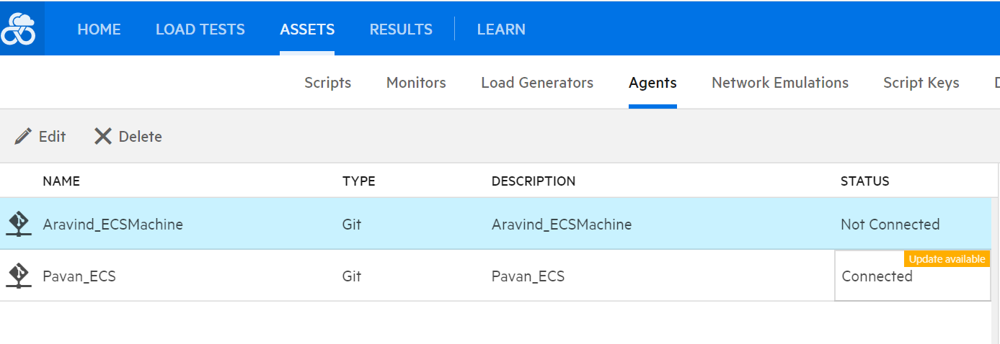 HOME LOAD TESTS ASSETS RESULTS LEARN
Scripts Monitors Load Generators Agents Network Emulations Script Keys
Edit Delete
NAME TYPE DESCRIPTION STATUS
Aravind_ECSMachine Git Aravind_ECSMachine Not Connected
Update available
Pavan_ECS Git Pavan_ECS Connected